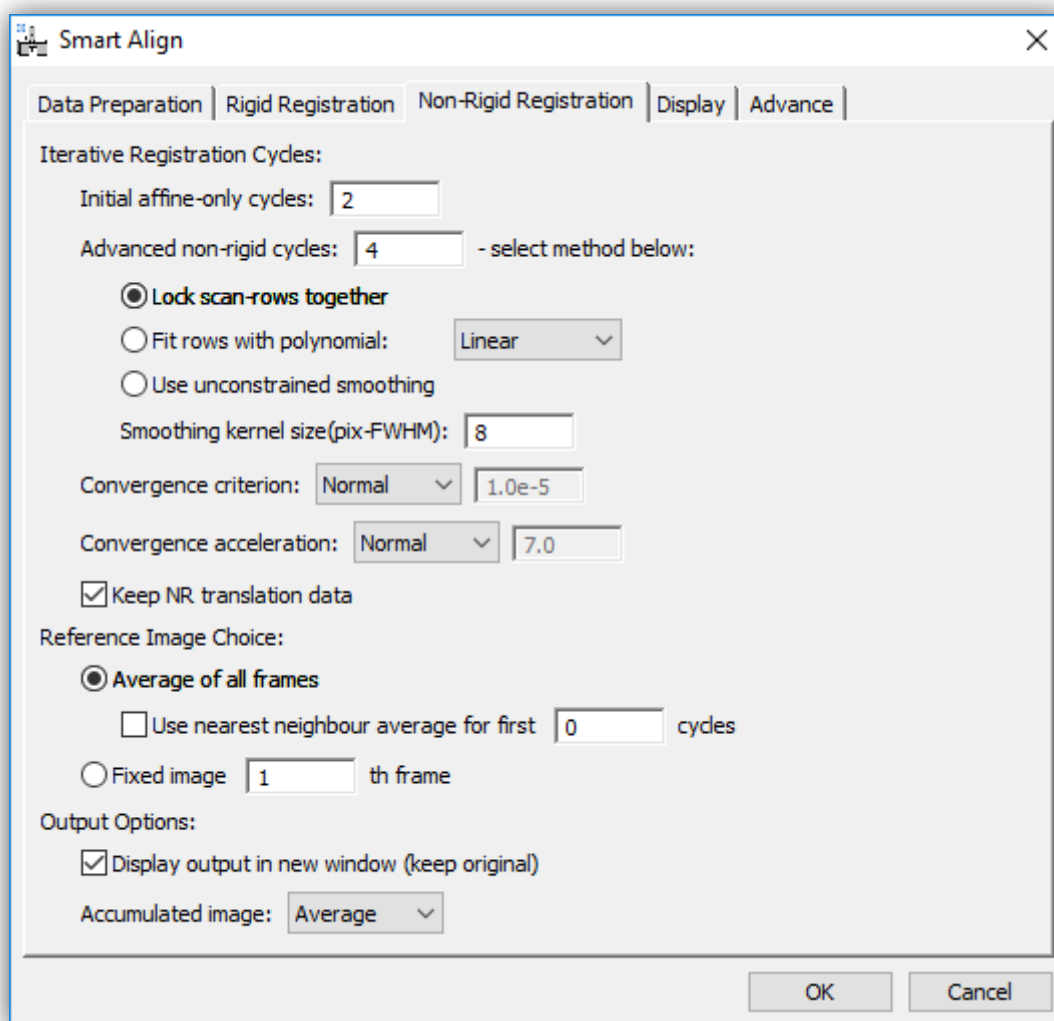 Smart Align
Data Preparation Rigid Registration Non-Rigid Registration Display Advance
Iterative Registration Cycles:
Initial affine-only cycles: 2
Advanced non-rigid cycles: 4 - select method below:
Lock scan-rows together
Fit rows with polynomial: Linear
Use unconstrained smoothing
Smoothing kernel size(pix-FWHM): 8
Convergence criterion: Normal 1.0e-5
Convergence acceleration: Normal 7.0
Keep NR translation data
Reference Image Choice:
Average of all frames
Use nearest neighbour average for first 0 cycles
Fixed image 1 th frame
Output Options:
Display output in new window (keep original)
Accumulated image: Average
OK Cancel